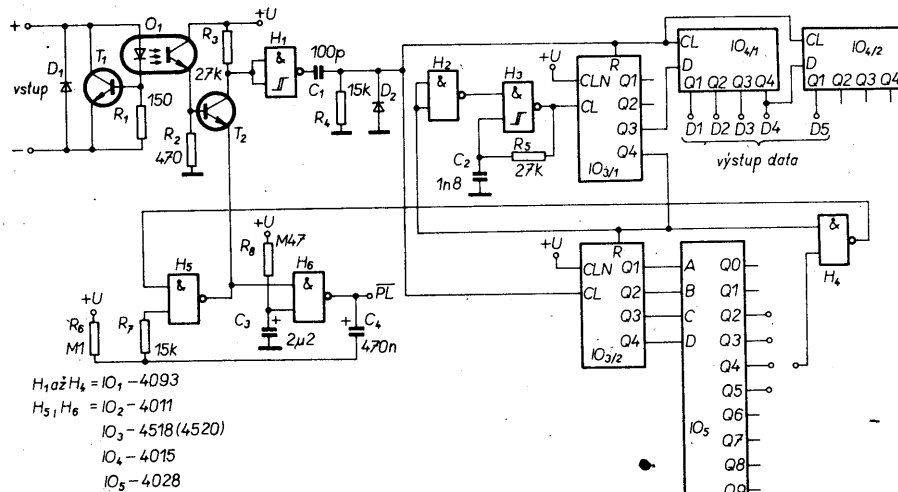 +
vstup
−
D1
T1
O1
R1
150
R2
470
R3
27k
+U
T2
H1
&
100p
C1
15k
R4
D2
H2
&
H3
&
R5
27k
C2
1n8
+U
R
CLN
CL
Q1
Q2
Q3
Q4
IO3/1
CL
D
IO4/1
Q1 Q2 Q3 Q4
D1 D2 D3 D4
CL
D
IO4/2
Q1 Q2 Q3 Q4
D5
výstup data
&
H4
+U
R
CLN
CL
Q1
Q2
Q3
Q4
IO3/2
A
B
C
D
IO5
Q0
Q1
Q2
Q3
Q4
Q5
Q6
Q7
Q8
Q9
+U
R6
M1
R7
15k
H5
&
+U
R8
M47
C3
+
2µ2
H6
&
PL
+
C4
470n
H1 až H4 = IO1 - 4093
H5, H6 = IO2 - 4011
IO3 - 4518 (4520)
IO4 - 4015
IO5 - 4028